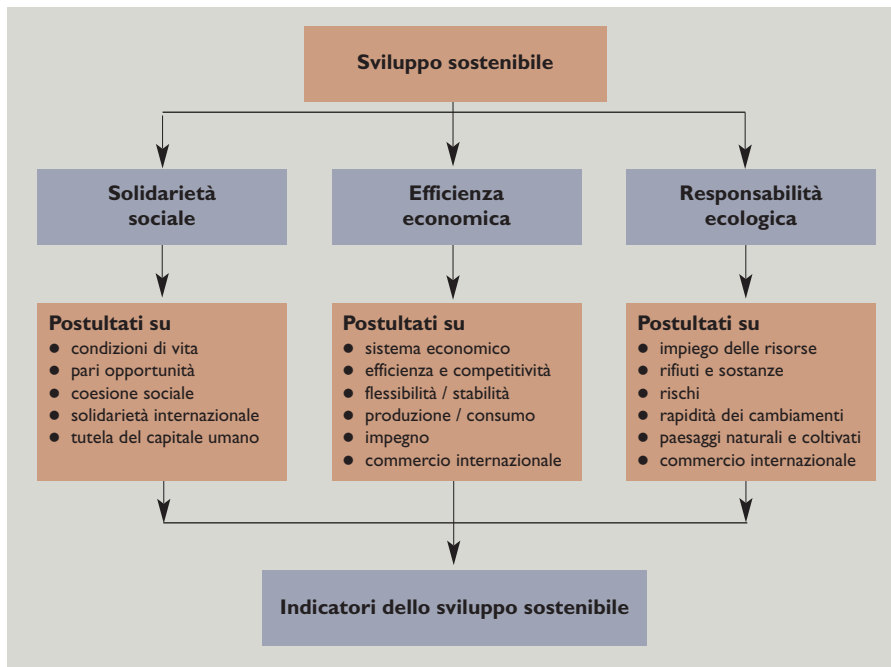 Sviluppo sostenibile
Solidarietà
sociale
Efficienza
economica
Responsabilità
ecologica
Postultati su
● condizioni di vita
● pari opportunità
● coesione sociale
● solidarietà internazionale
● tutela del capitale umano
Postultati su
● sistema economico
● efficienza e competitività
● flessibilità / stabilità
● produzione / consumo
● impegno
● commercio internazionale
Postultati su
● impiego delle risorse
● rifiuti e sostanze
● rischi
● rapidità dei cambiamenti
● paesaggi naturali e coltivati
● commercio internazionale
Indicatori dello sviluppo sostenibile